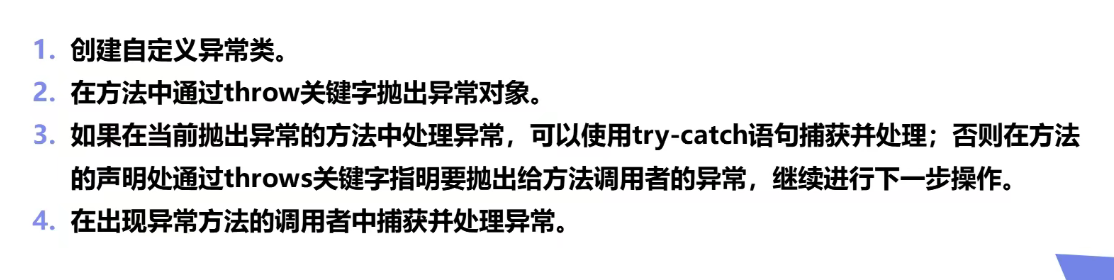 1. 创建自定义异常类。
2. 在方法中通过throw关键字抛出异常对象。
3. 如果在当前抛出异常的方法中处理异常，可以使用try-catch语句捕获并处理；否则在方法
的声明处通过throws关键字指明要抛出给方法调用者的异常，继续进行下一步操作。
4. 在出现异常方法的调用者中捕获并处理异常。